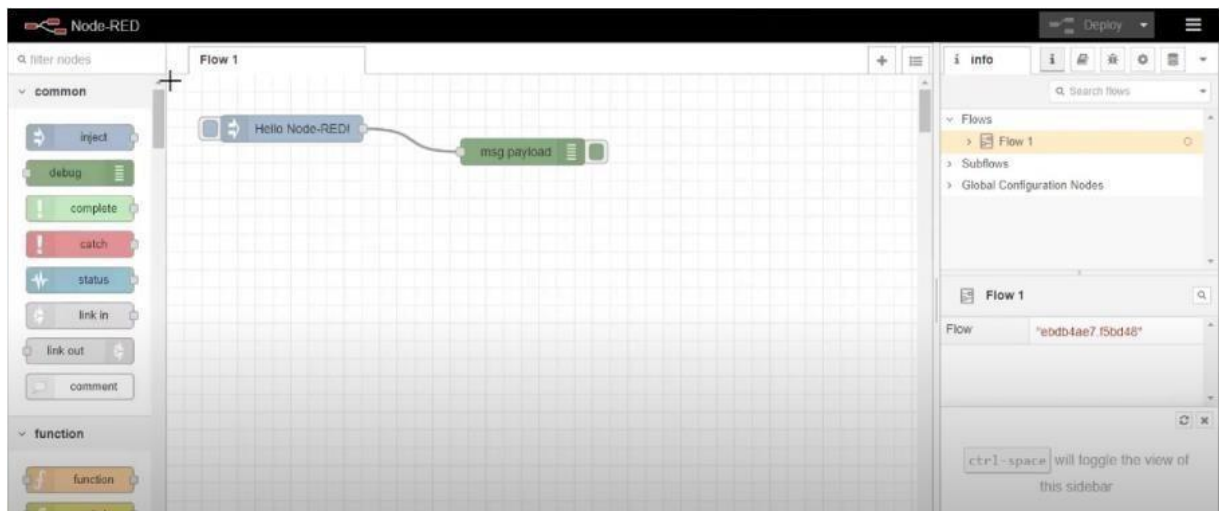 Node-RED
Deploy
filter nodes
Flow 1
i info
i
Search flows
common
inject
debug
complete
catch
status
link in
link out
comment
function
function
Hello Node-RED!
msg.payload
Flows
Flow 1
Subflows
Global Configuration Nodes
Flow 1
Flow
"ebdb4ae7.f5bd48"
ctrl-space will toggle the view of
this sidebar